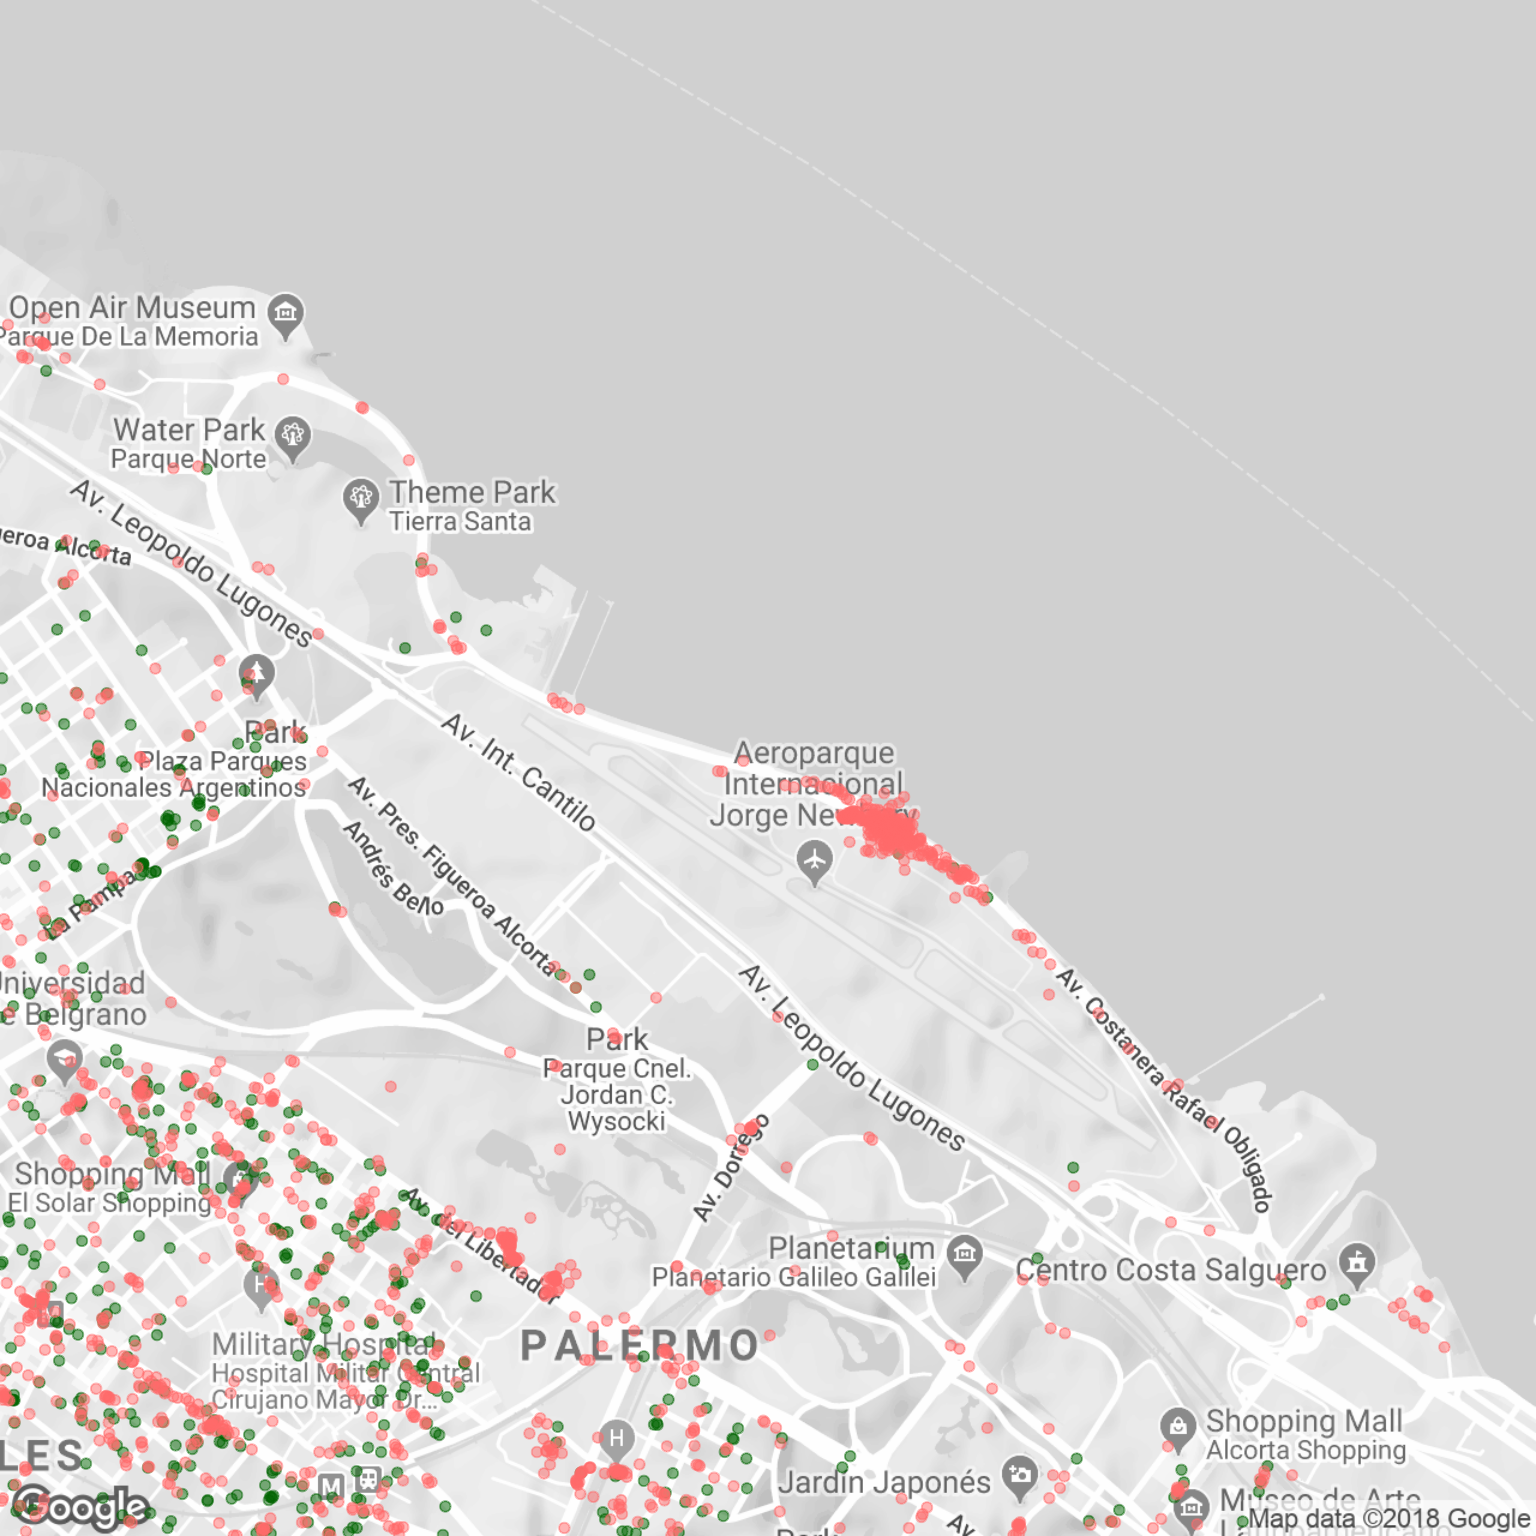 Open Air Museum
Parque De La Memoria
Water Park
Parque Norte
Theme Park
Tierra Santa
Av. Leopoldo Lugones
ueroa Alcorta
Park
Plaza Parques
Nacionales Argentinos
Av. Int. Cantilo
Aeroparque
Internacional
Jorge Newbery
Av. Pres. Figueroa Alcorta
Andrés Bello
La Pampa
Universidad
e Belgrano
Av. Leopoldo Lugones
Av. Costanera Rafael Obligado
Park
Parque Cnel.
Jordan C.
Wysocki
Av. Dorrego
Shopping Mall
El Solar Shopping
Av. del Libertador
Planetarium
Planetario Galileo Galilei
Centro Costa Salguero
H
M
Military Hospital
Hospital Militar Central
Cirujano Mayor Dr...
PALERMO
H
LES
M
Shopping Mall
Alcorta Shopping
Jardín Japonés
Museo de Arte
Av.
Park
Google
Map data ©2018 Google